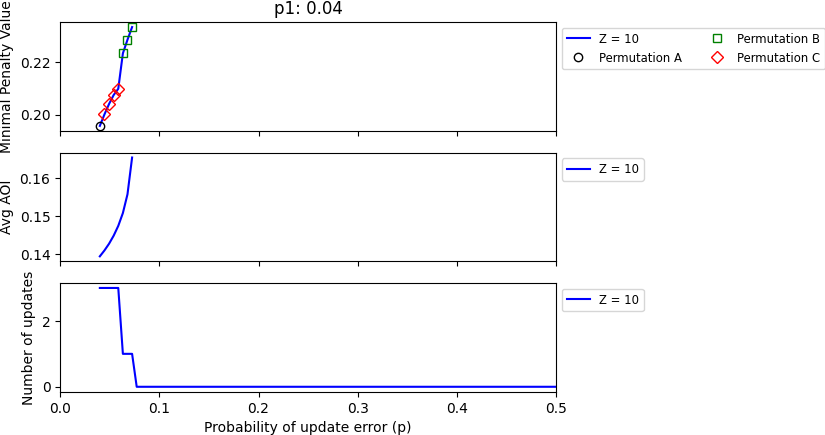 p1: 0.04
Minimal Penalty Value
0.22
0.20
Z = 10
Permutation A
Permutation B
Permutation C
Avg AOI
0.16
0.15
0.14
Z = 10
Number of updates
2
0
Z = 10
0.0 0.1 0.2 0.3 0.4 0.5
Probability of update error (p)